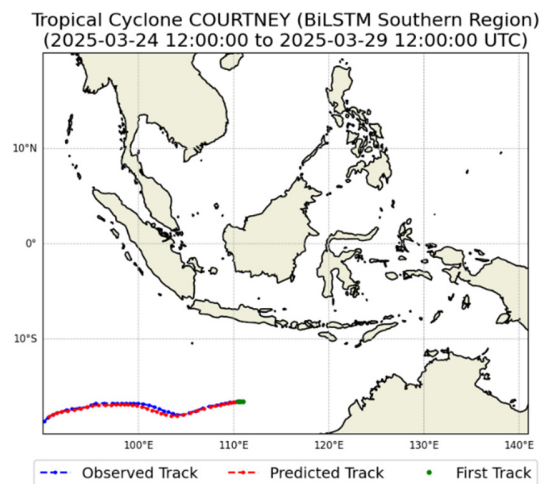 Tropical Cyclone COURTNEY (BiLSTM Southern Region)
(2025-03-24 12:00:00 to 2025-03-29 12:00:00 UTC)
10°N
0°
10°S
100°E 110°E 120°E 130°E 140°E
Observed Track Predicted Track First Track